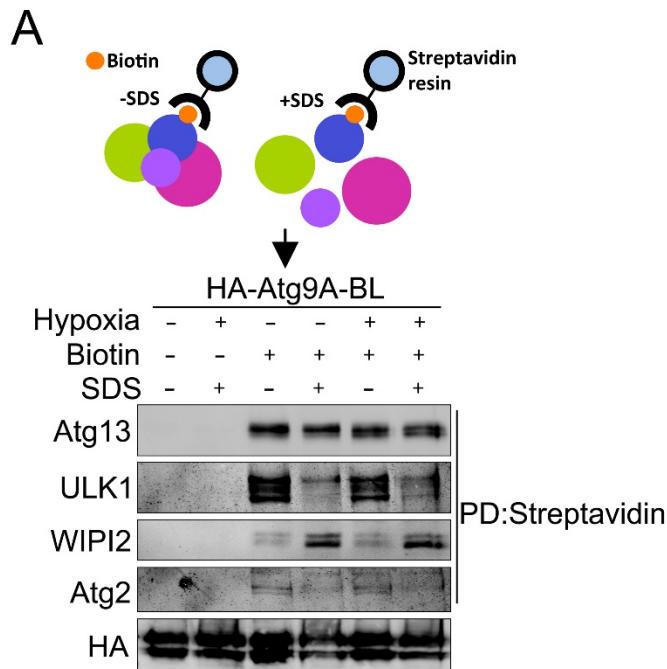 A
Biotin
-SDS
+SDS
Streptavidin
resin
HA-Atg9A-BL
Hypoxia - + - - + +
Biotin - - + + + +
SDS - + - + - +
Atg13
ULK1
WIPI2
Atg2
HA
PD:Streptavidin